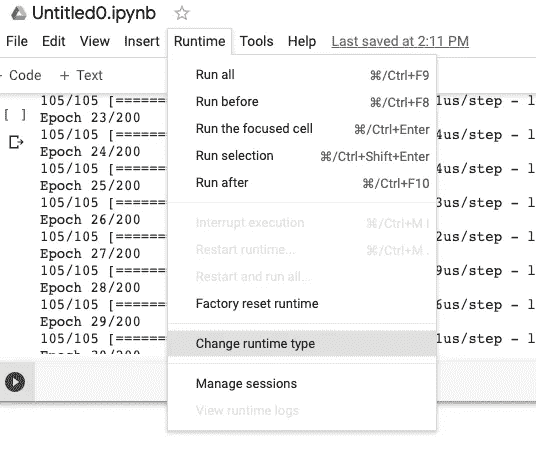 Untitled0.ipynb
File Edit View Insert Runtime Tools Help Last saved at 2:11 PM
Code + Text
Run all ⌘/Ctrl+F9
Run before ⌘/Ctrl+F8
Run the focused cell ⌘/Ctrl+Enter
Run selection ⌘/Ctrl+Shift+Enter
Run after ⌘/Ctrl+F10
Interrupt execution ⌘/Ctrl+M I
Restart runtime... ⌘/Ctrl+M .
Restart and run all...
Factory reset runtime
Change runtime type
Manage sessions
View runtime logs
[ ]
105/105 [====== 1us/step - l
Epoch 23/200
105/105 [====== 4us/step - l
Epoch 24/200
105/105 [====== 4us/step - l
Epoch 25/200
105/105 [====== 3us/step - l
Epoch 26/200
105/105 [====== 2us/step - l
Epoch 27/200
105/105 [====== 9us/step - l
Epoch 28/200
105/105 [====== 6us/step - l
Epoch 29/200
105/105 [====== 1us/step - l
Epoch 30/200